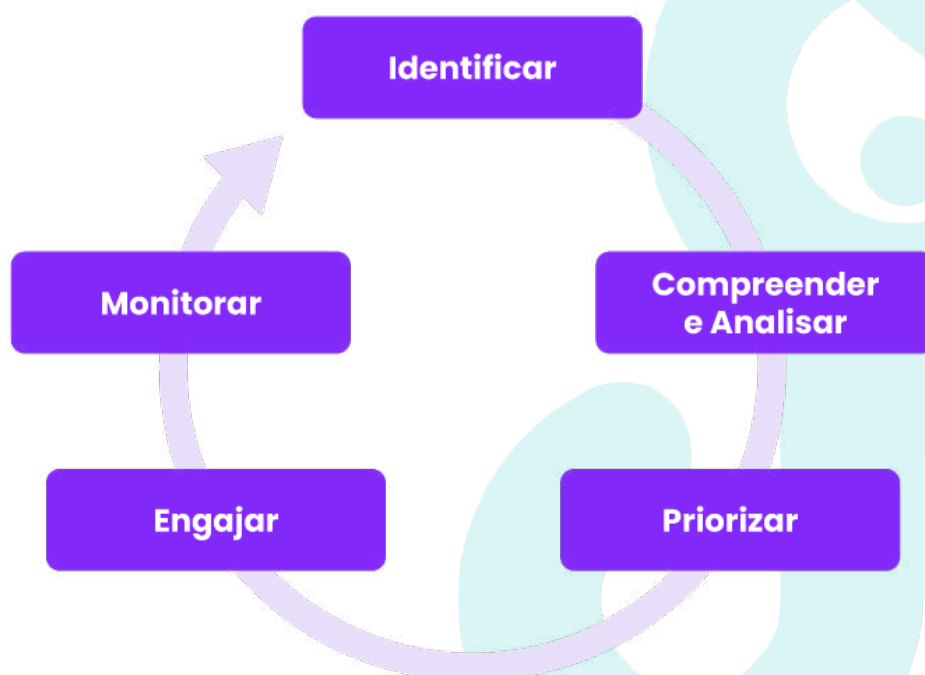 Identificar
Compreender
e Analisar
Priorizar
Engajar
Monitorar